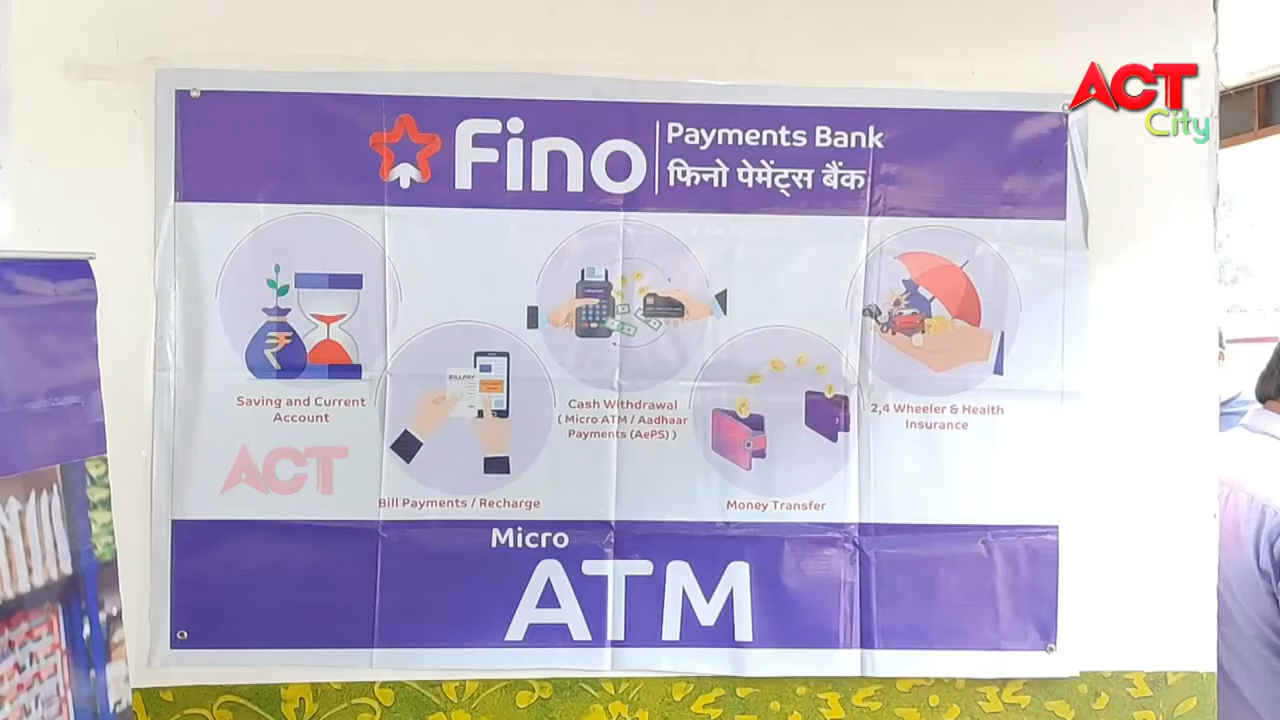 ACT
City
Fino
Payments Bank
फिनो पेमेंट्स बैंक
Saving and Current
Account
Cash Withdrawal
( Micro ATM / Aadhaar
Payments (AePS) )
2,4 Wheeler & Health
Insurance
BILLPAY
Bill Payments / Recharge
Money Transfer
ACT
Micro
ATM